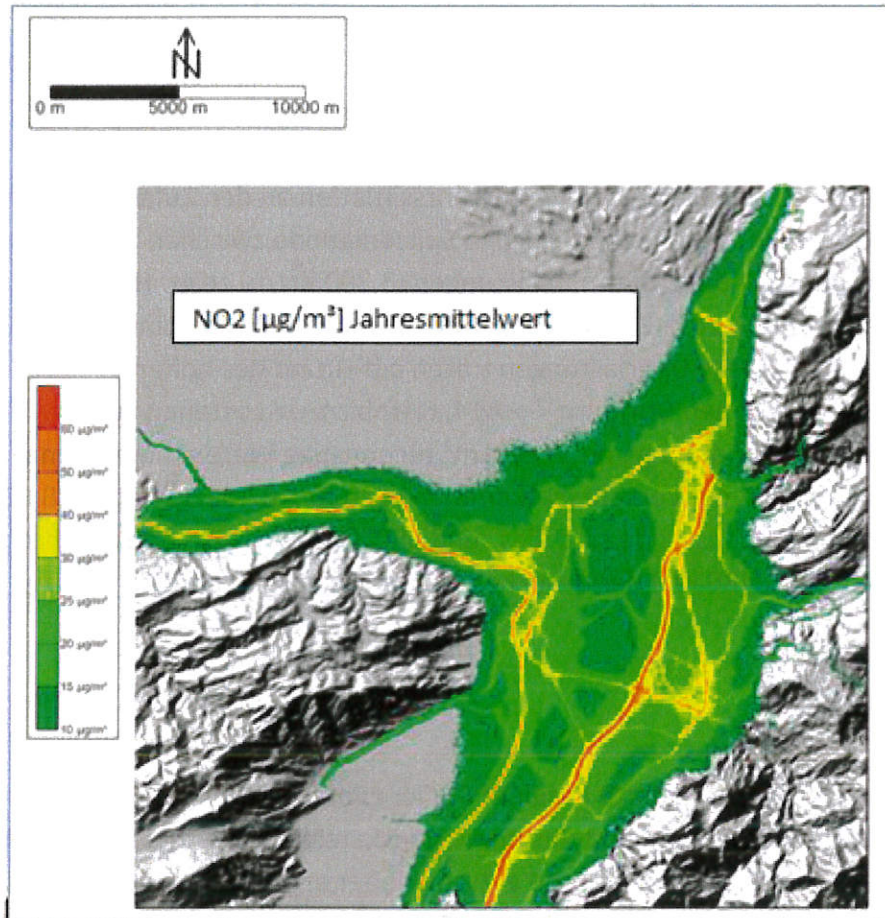 N
0 m 5000 m 10000 m
NO2 [µg/m³] Jahresmittelwert
60 µg/m³
50 µg/m³
40 µg/m³
30 µg/m³
25 µg/m³
20 µg/m³
15 µg/m³
10 µg/m³